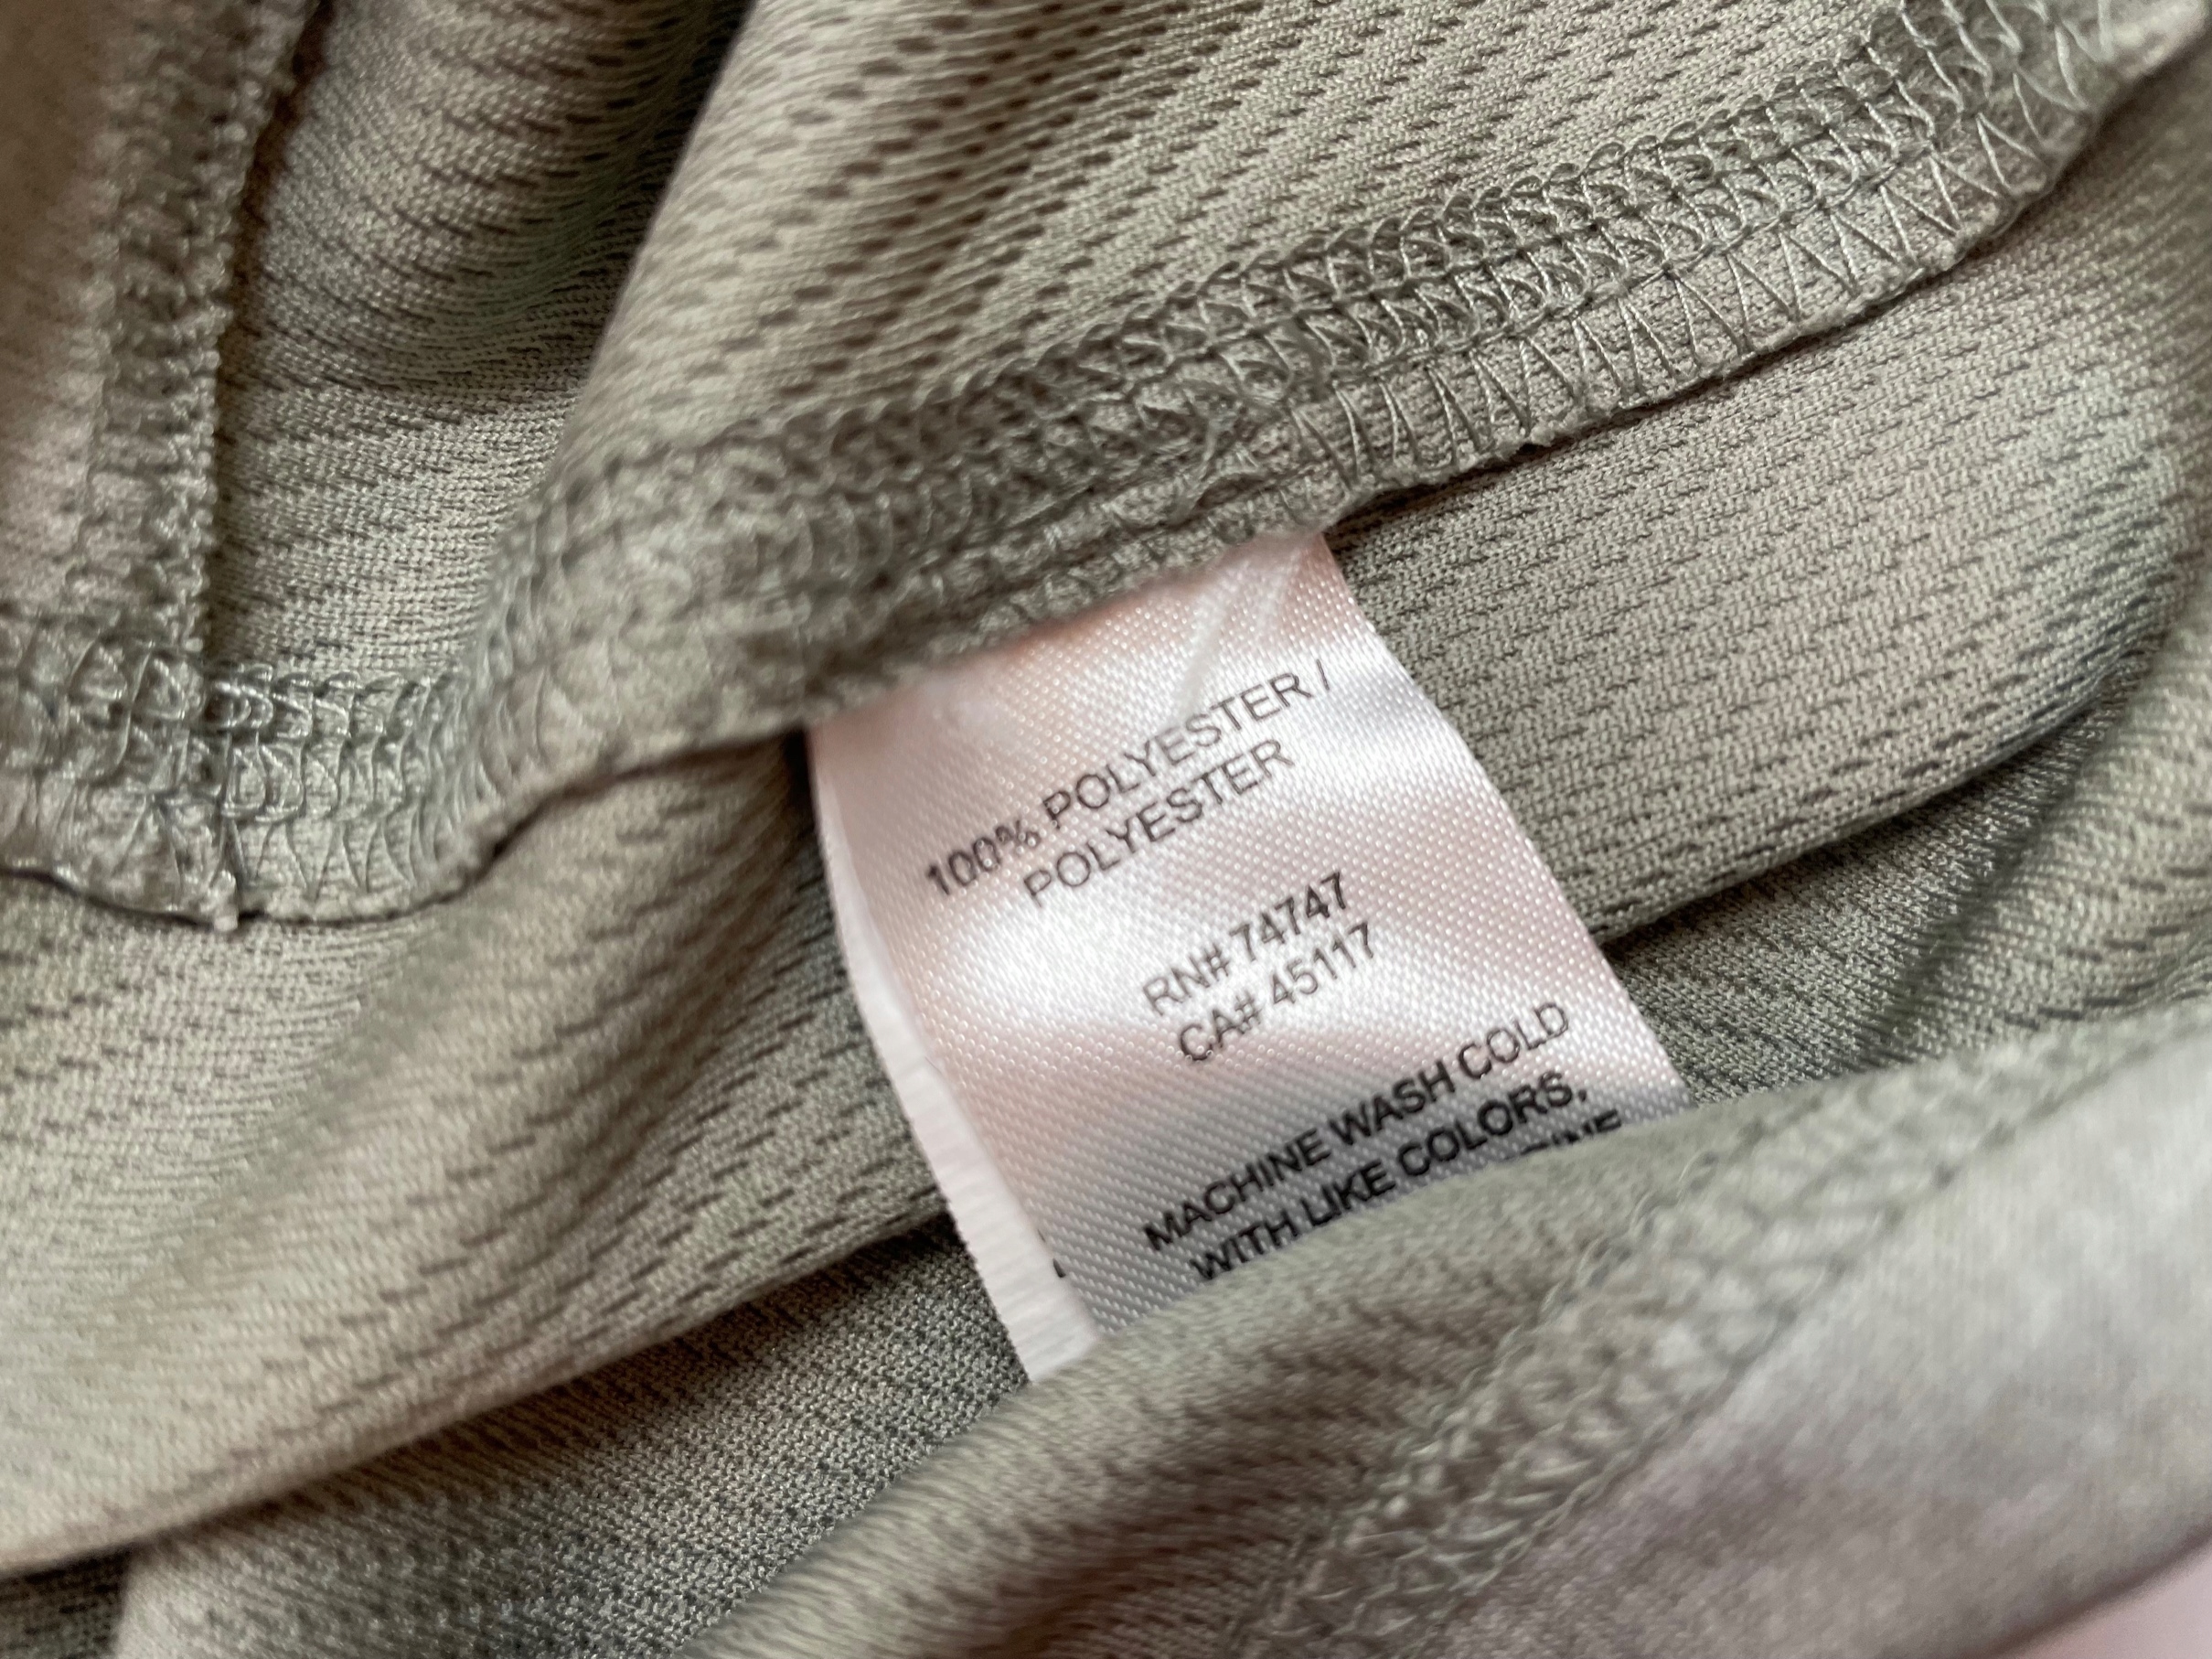 100% POLYESTER /
POLYESTER
RN# 74747
CA# 45117
MACHINE WASH COLD
WITH LIKE COLORS,